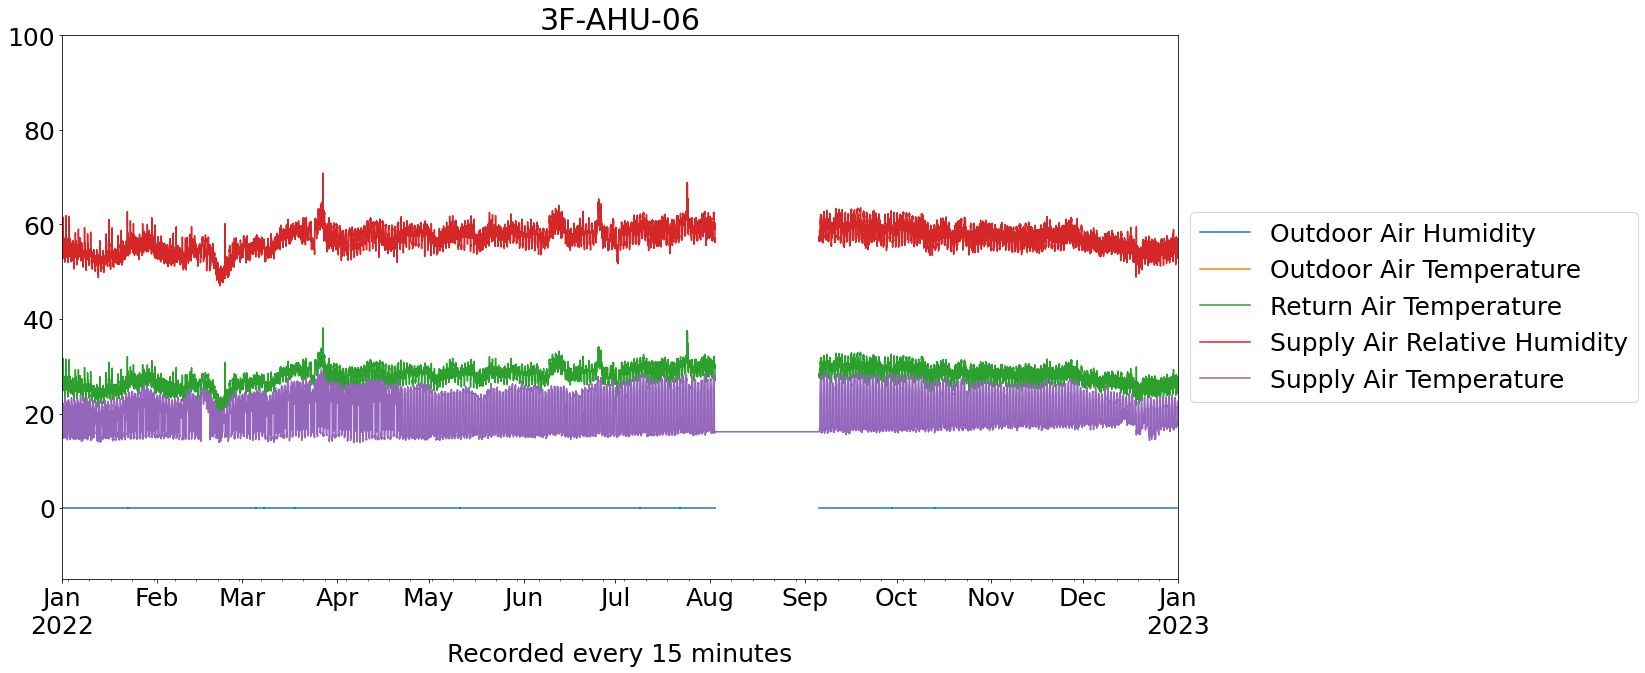 3F-AHU-06
100
80
60
40
20
0
Jan Feb Mar Apr May Jun Jul Aug Sep Oct Nov Dec Jan
2022 2023
Recorded every 15 minutes
Outdoor Air Humidity
Outdoor Air Temperature
Return Air Temperature
Supply Air Relative Humidity
Supply Air Temperature